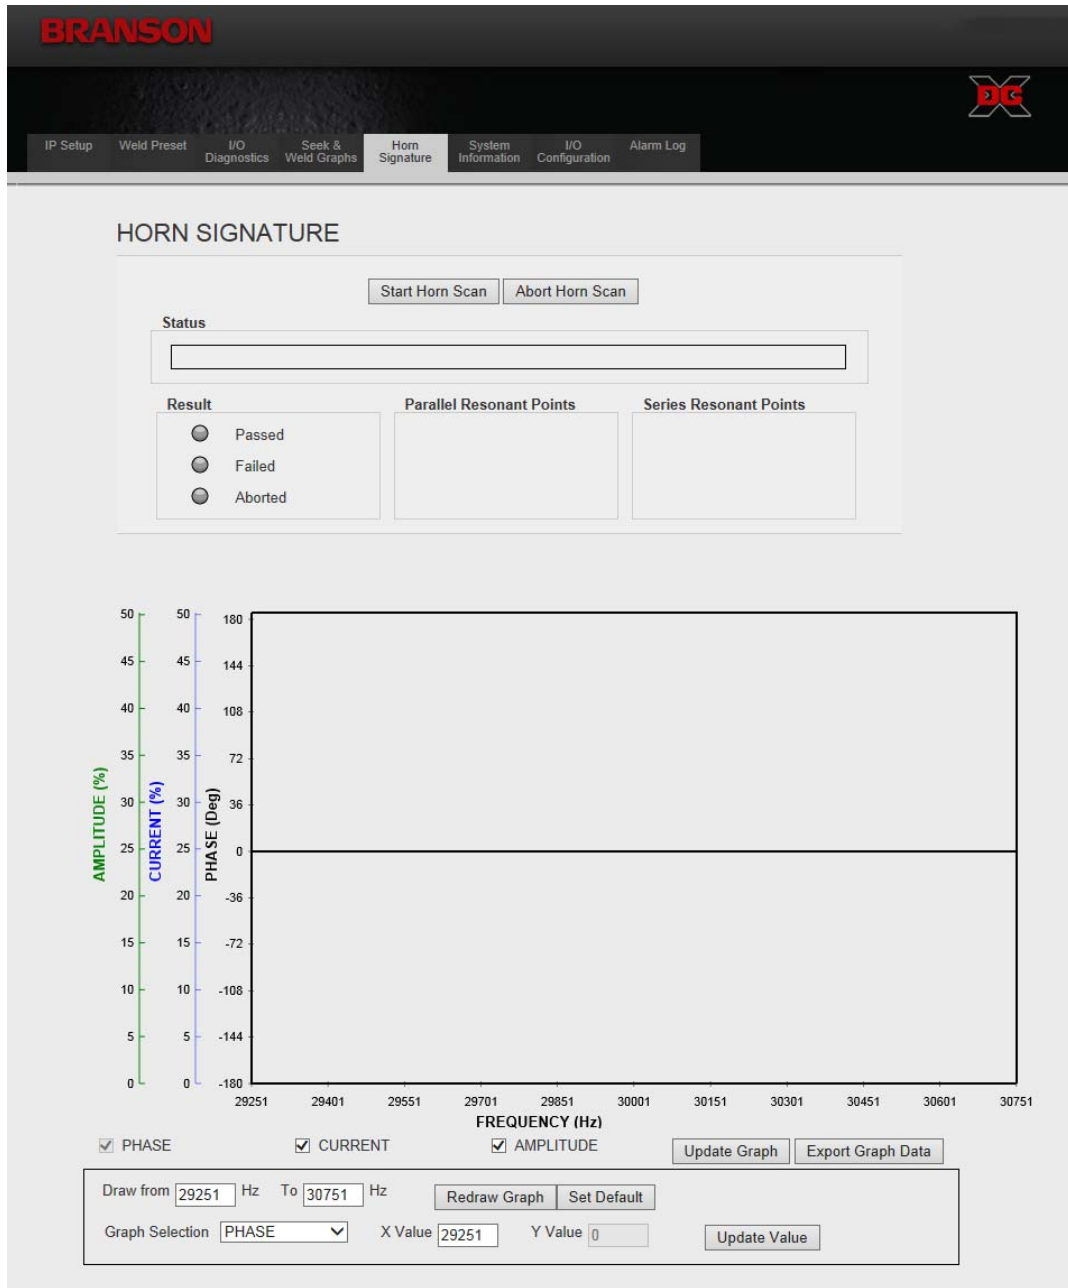 BRANSON
DCX
IP Setup
Weld Preset
I/O Diagnostics
Seek & Weld Graphs
Horn Signature
System Information
I/O Configuration
Alarm Log
HORN SIGNATURE
Start Horn Scan
Abort Horn Scan
Status
Result
Parallel Resonant Points
Series Resonant Points
Passed
Failed
Aborted
AMPLITUDE (%)
50
45
40
35
30
25
20
15
10
5
0
CURRENT (%)
50
45
40
35
30
25
20
15
10
5
0
PHASE (Deg)
180
144
108
72
36
0
-36
-72
-108
-144
-180
29251 29401 29551 29701 29851 30001 30151 30301 30451 30601 30751
FREQUENCY (Hz)
PHASE
CURRENT
AMPLITUDE
Update Graph
Export Graph Data
Draw from 29251 Hz To 30751 Hz
Redraw Graph
Set Default
Graph Selection PHASE
X Value 29251
Y Value 0
Update Value